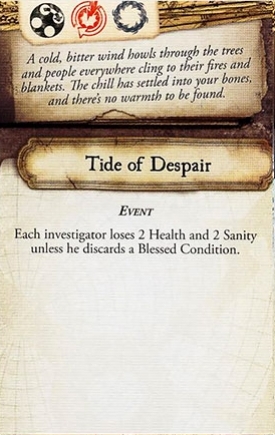 A cold, bitter wind howls through the trees
and people everywhere cling to their fires and
blankets. The chill has settled into your bones,
and there's no warmth to be found.
Tide of Despair
EVENT
Each investigator loses 2 Health and 2 Sanity
unless he discards a Blessed Condition.